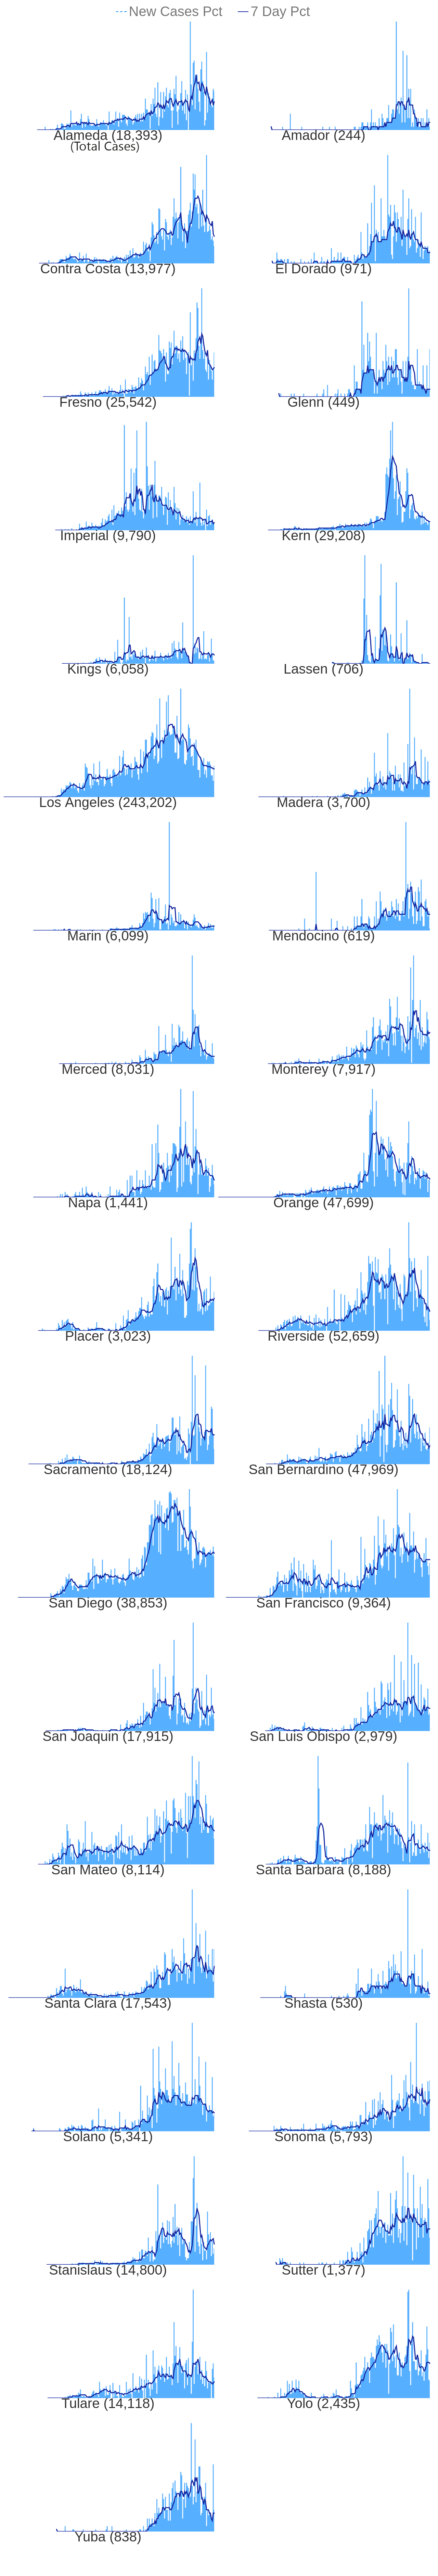 New Cases Pct 7 Day Pct
Alameda (18,393) Amador (244)
(Total Cases)
Contra Costa (13,977) El Dorado (971)
Fresno (25,542) Glenn (449)
Imperial (9,790) Kern (29,208)
Kings (6,058) Lassen (706)
Los Angeles (243,202) Madera (3,700)
Marin (6,099) Mendocino (619)
Merced (8,031) Monterey (7,917)
Napa (1,441) Orange (47,699)
Placer (3,023) Riverside (52,659)
Sacramento (18,124) San Bernardino (47,969)
San Diego (38,853) San Francisco (9,364)
San Joaquin (17,915) San Luis Obispo (2,979)
San Mateo (8,114) Santa Barbara (8,188)
Santa Clara (17,543) Shasta (530)
Solano (5,341) Sonoma (5,793)
Stanislaus (14,800) Sutter (1,377)
Tulare (14,118) Yolo (2,435)
Yuba (838)